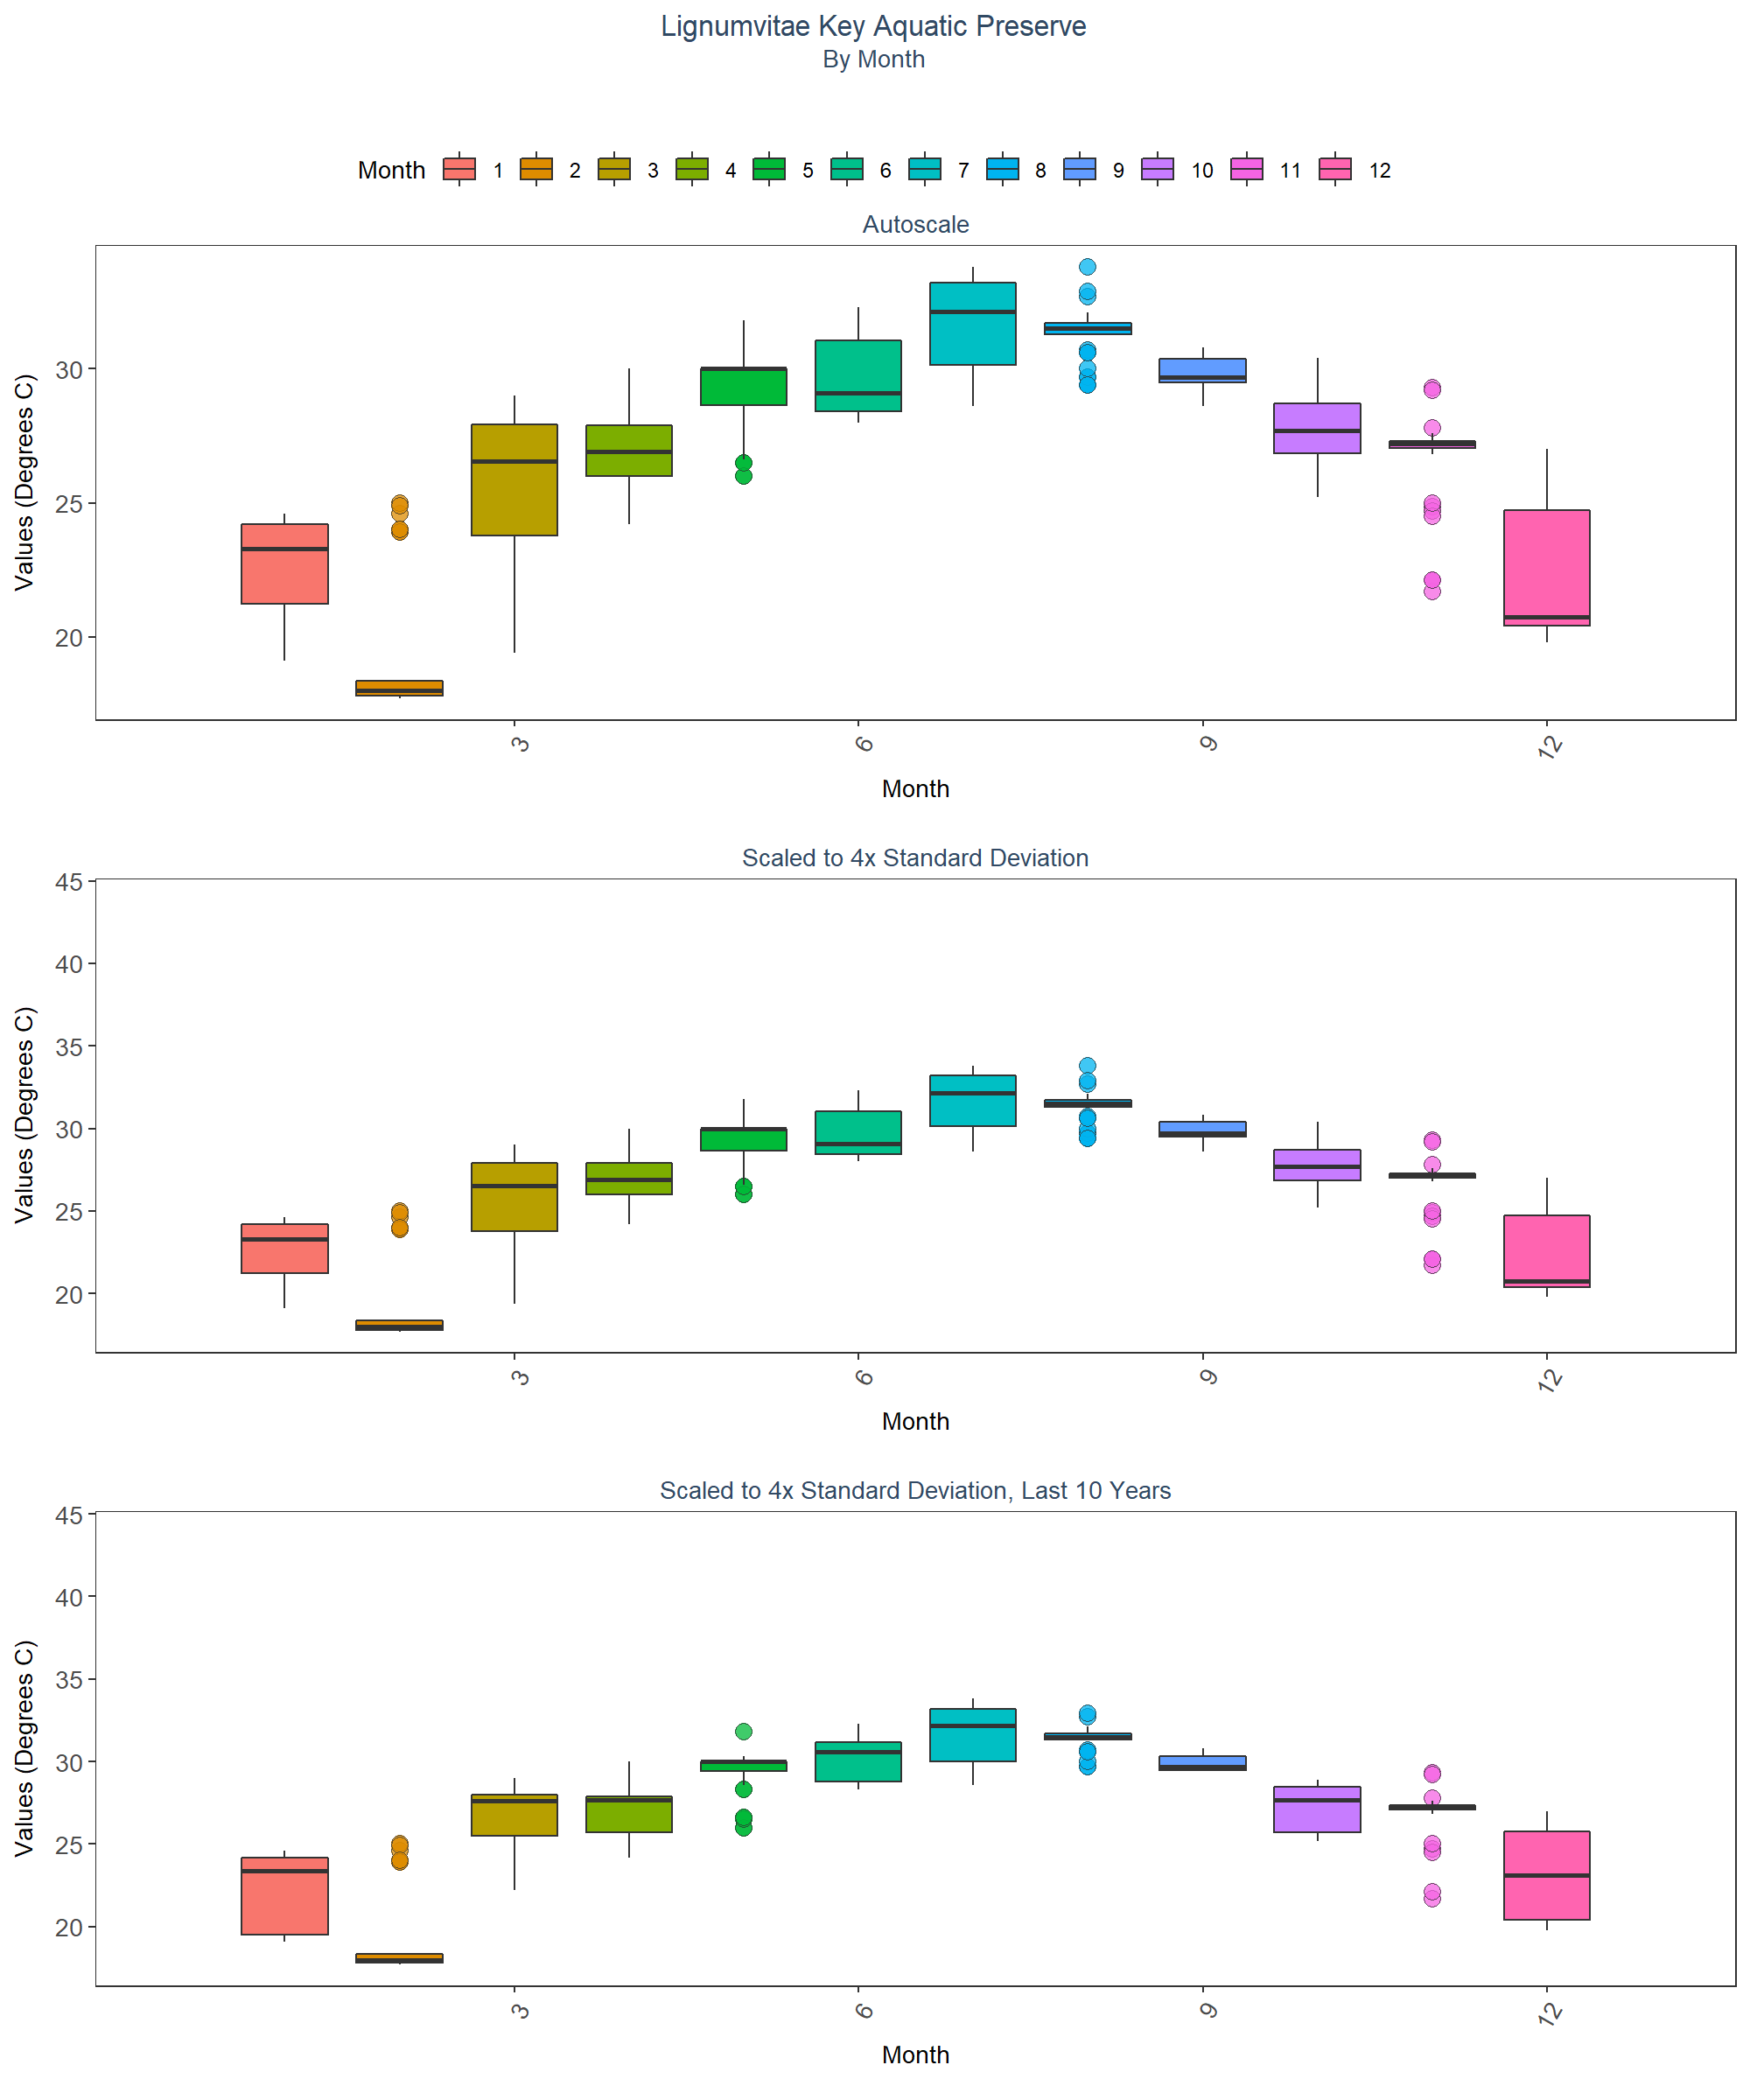 Lignumvitae Key Aquatic Preserve
By Month
Month 1 2 3 4 5 6 7 8 9 10 11 12
Autoscale
Values (Degrees C)
30
25
20
3 6 9 12
Month
Scaled to 4x Standard Deviation
Values (Degrees C)
45
40
35
30
25
20
3 6 9 12
Month
Scaled to 4x Standard Deviation, Last 10 Years
Values (Degrees C)
45
40
35
30
25
20
3 6 9 12
Month